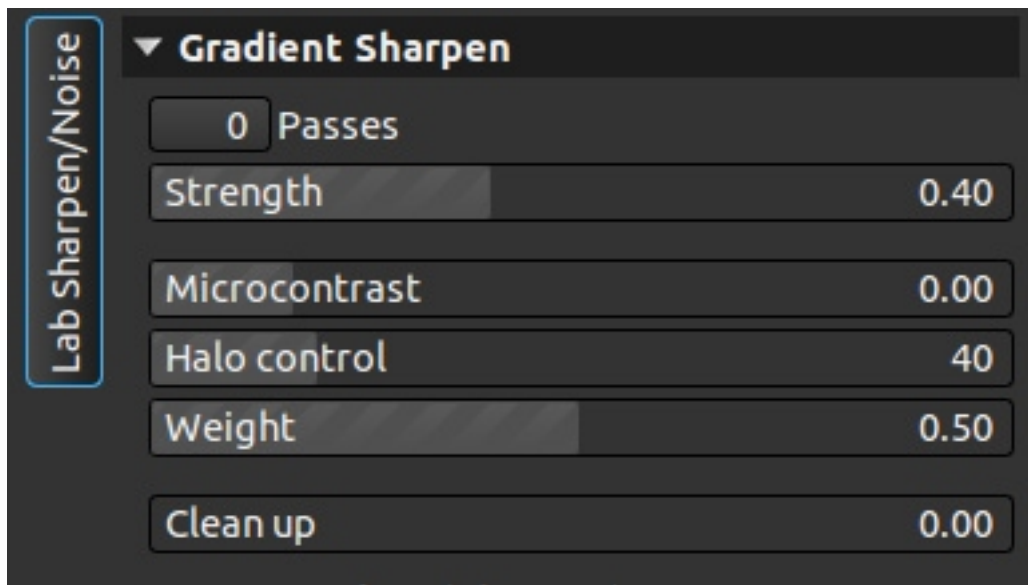 Lab Sharpen/Noise
Gradient Sharpen
0 Passes
Strength 0.40
Microcontrast 0.00
Halo control 40
Weight 0.50
Clean up 0.00